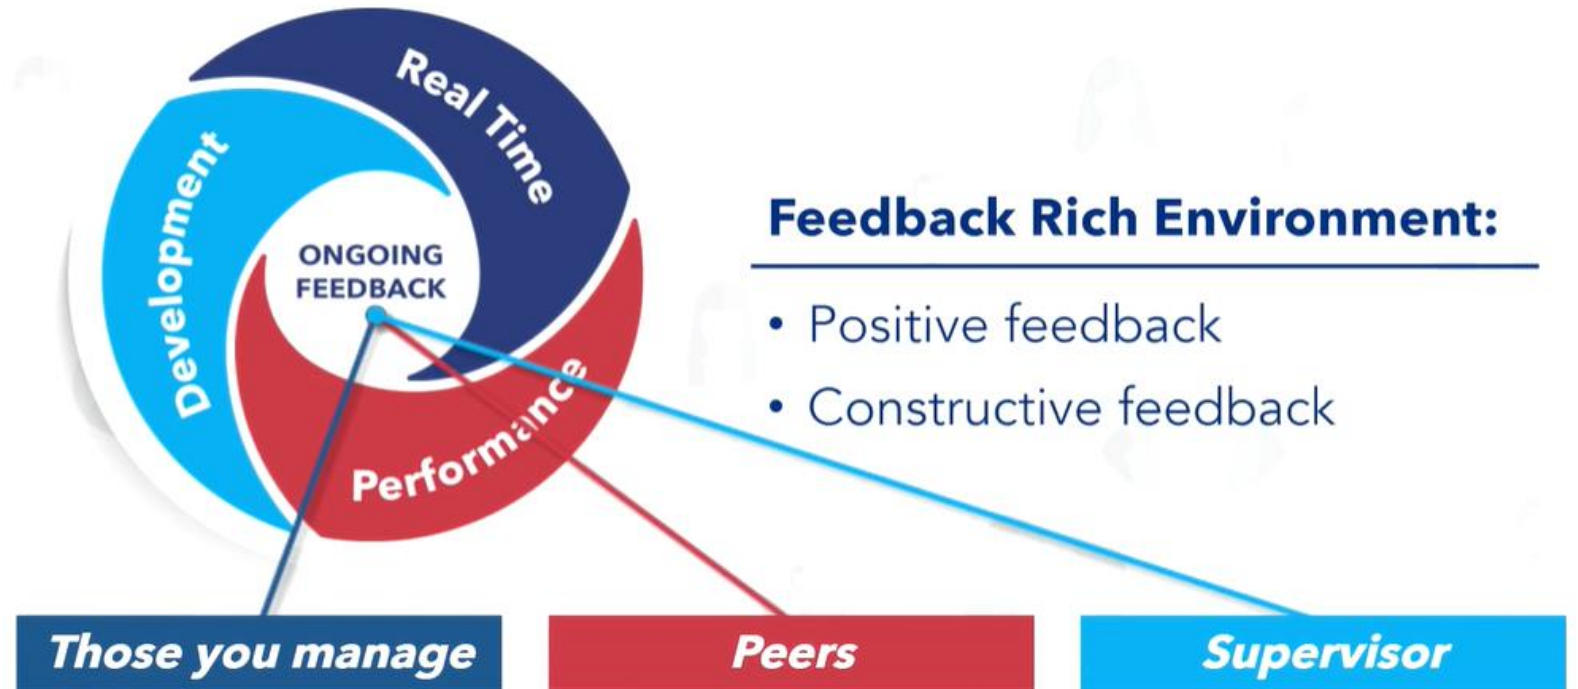 Real Time
Development
ONGOING
FEEDBACK
Performance
Feedback Rich Environment:
• Positive feedback
• Constructive feedback
Those you manage
Peers
Supervisor